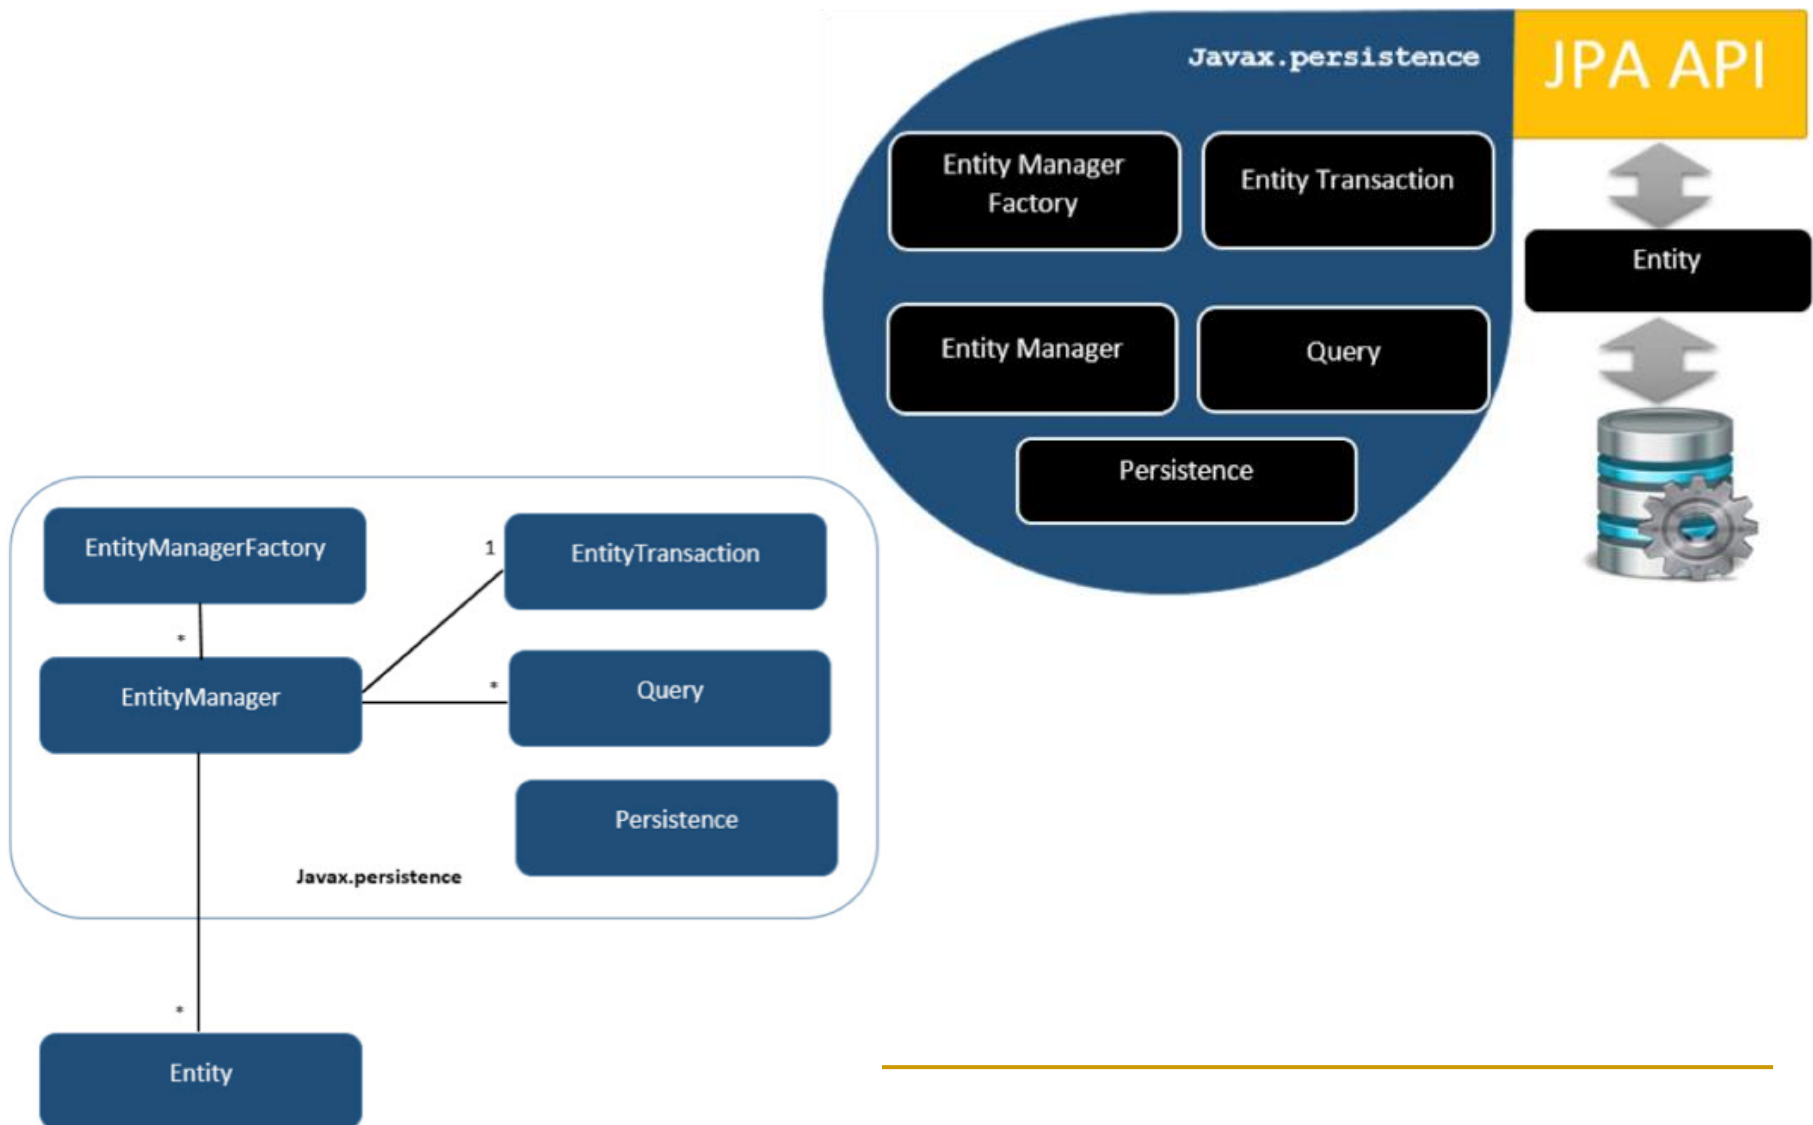 Javax.persistence
JPA API
Entity Manager
Factory
Entity Transaction
Entity
Entity Manager
Query
Persistence
EntityManagerFactory
1
EntityTransaction
*
EntityManager
*
Query
Persistence
Javax.persistence
*
Entity